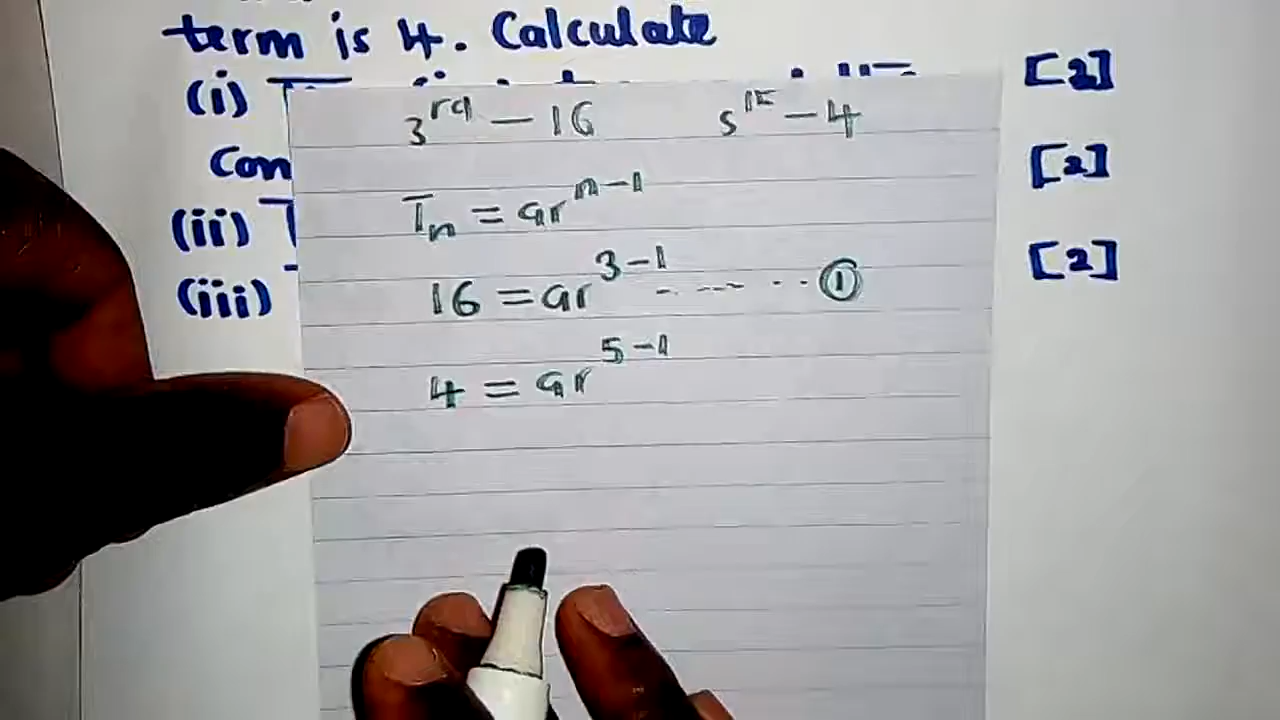 term is 4. Calculate
(i) [2]
3rd — 16 5th — 4
Con [2]
Tn = ar^n-1
(ii) T
16 = ar^3-1 - ---- · · ①
(iii) [2]
4 = ar^5-1